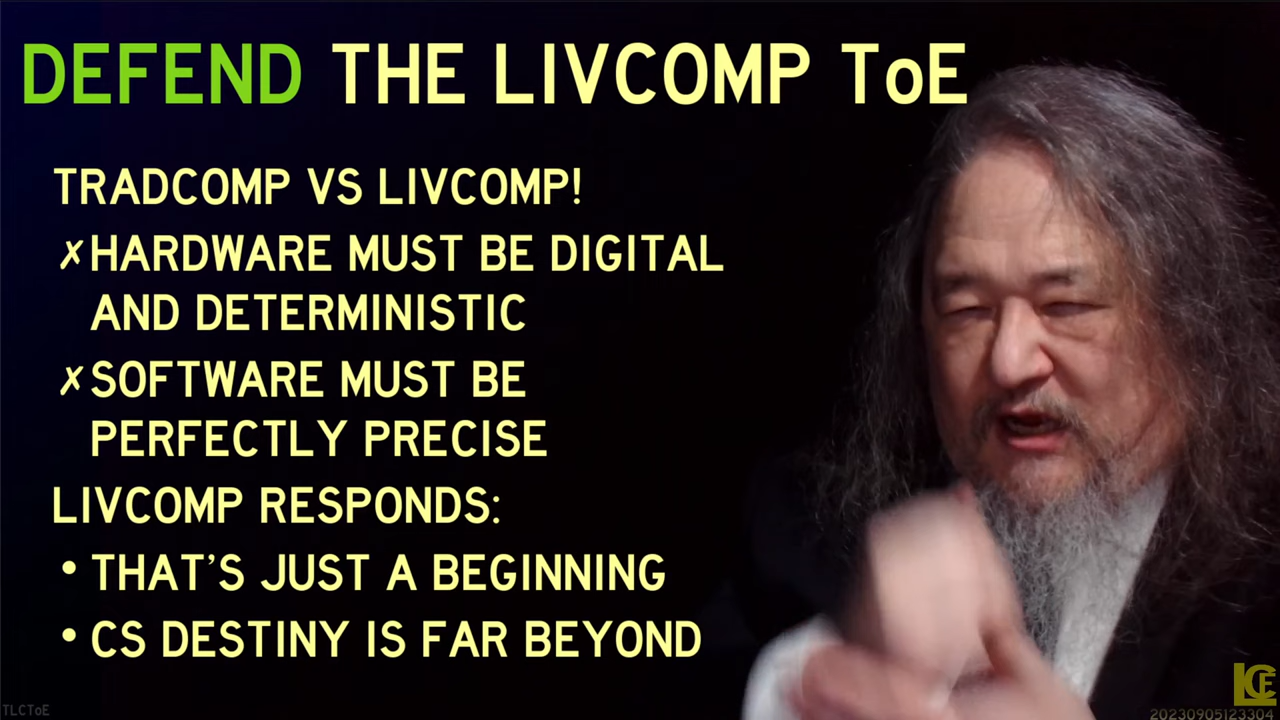 DEFEND THE LIVCOMP ToE
TRADCOMP VS LIVCOMP!
✗HARDWARE MUST BE DIGITAL
AND DETERMINISTIC
✗SOFTWARE MUST BE
PERFECTLY PRECISE
LIVCOMP RESPONDS:
• THAT'S JUST A BEGINNING
• CS DESTINY IS FAR BEYOND
TLCToE
20230905123304